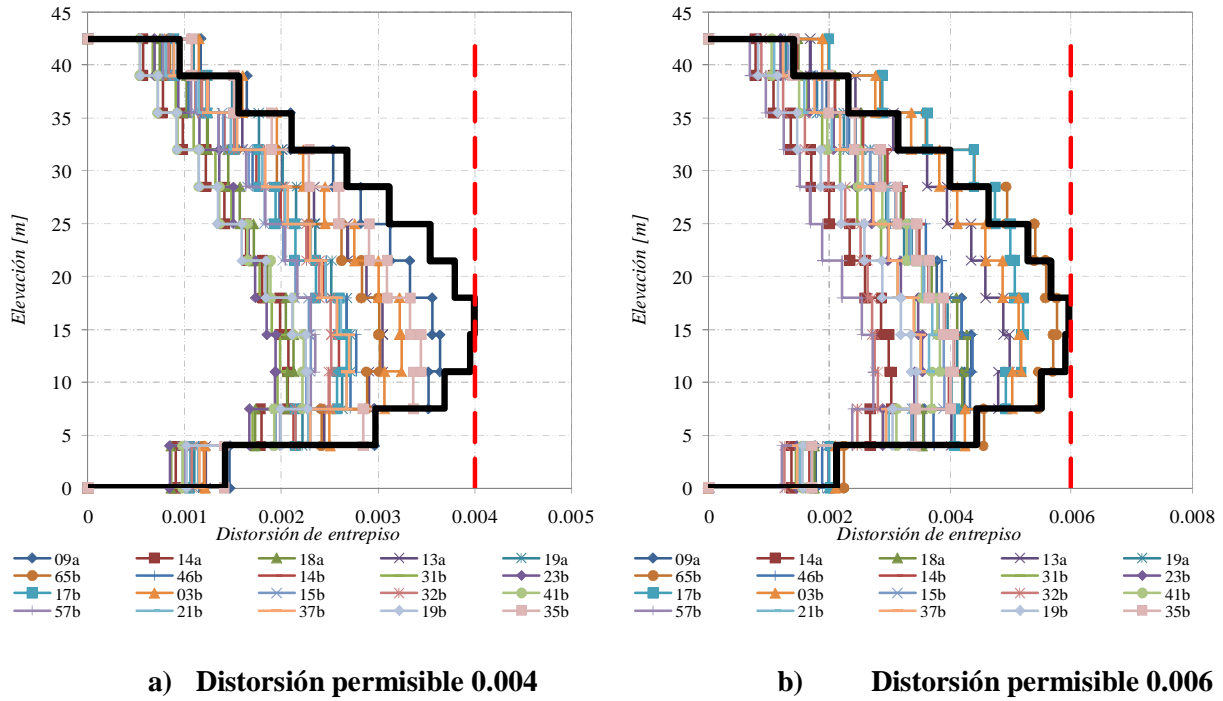 45
40
35
30
25
20
15
10
5
0
Elevación [m]
0 0.001 0.002 0.003 0.004 0.005
Distorsión de entrepiso
09a 14a 18a 13a 19a
65b 46b 14b 31b 23b
17b 03b 15b 32b 41b
57b 21b 37b 19b 35b
a) Distorsión permisible 0.004
45
40
35
30
25
20
15
10
5
0
Elevación [m]
0 0.002 0.004 0.006 0.008
Distorsión de entrepiso
09a 14a 18a 13a 19a
65b 46b 14b 31b 23b
17b 03b 15b 32b 41b
57b 21b 37b 19b 35b
b) Distorsión permisible 0.006